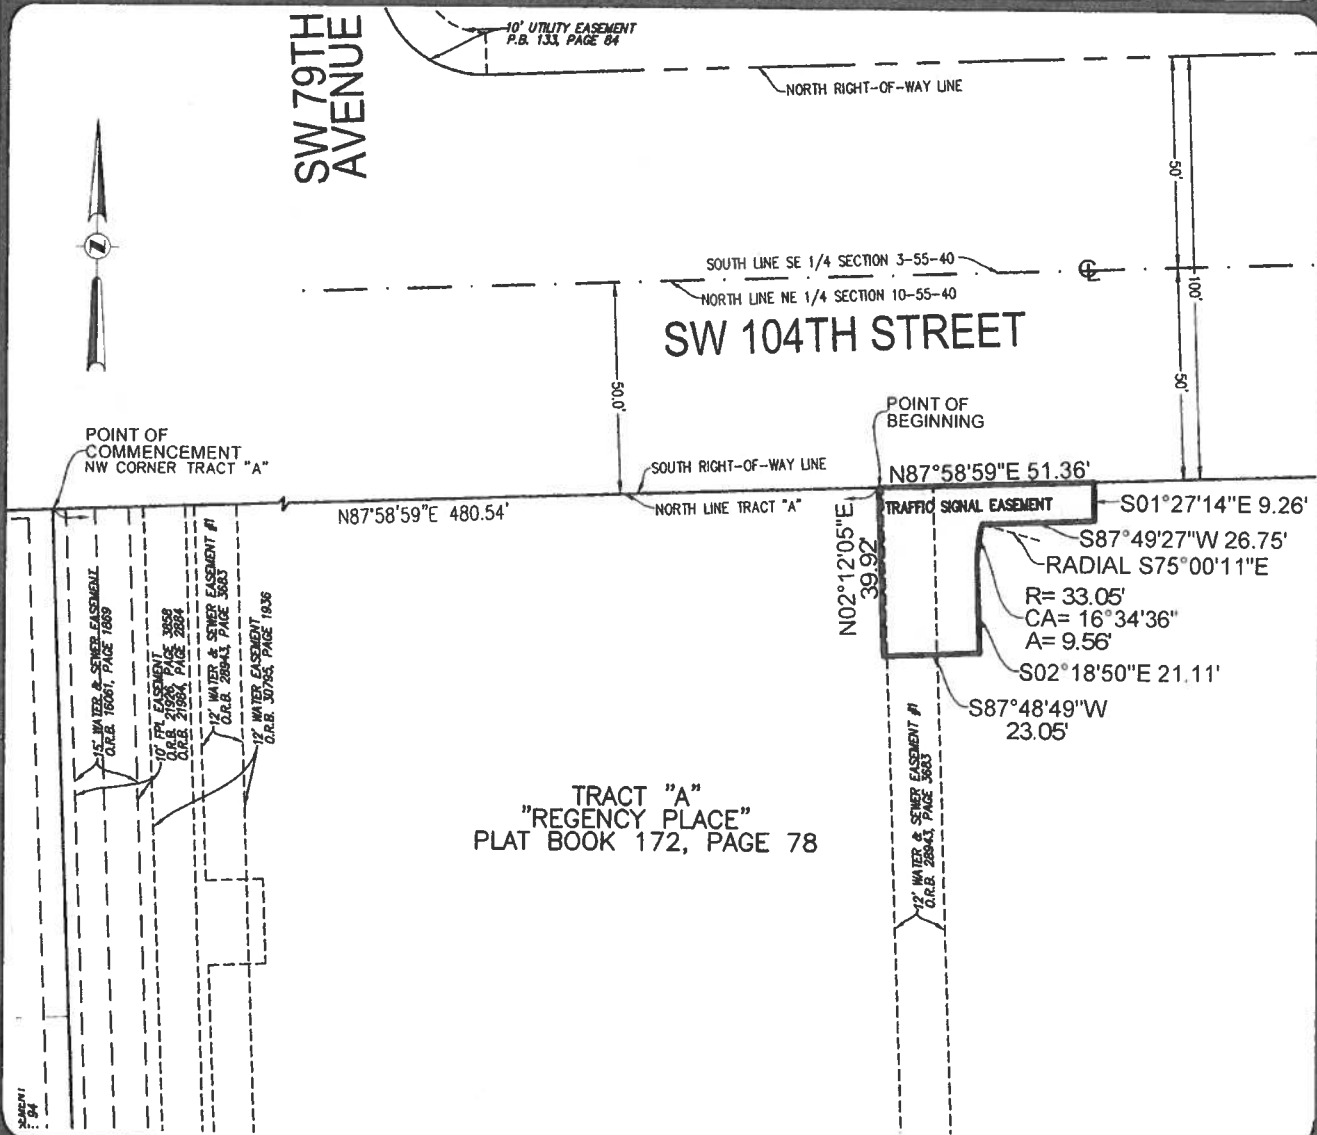 SW 79TH
AVENUE
10' UTILITY EASEMENT
P.B. 133, PAGE 84
NORTH RIGHT-OF-WAY LINE
50'
100'
50'
SOUTH LINE SE 1/4 SECTION 3-55-40
NORTH LINE NE 1/4 SECTION 10-55-40
SW 104TH STREET
50.0'
Z
POINT OF
COMMENCEMENT
NW CORNER TRACT "A"
POINT OF
BEGINNING
SOUTH RIGHT-OF-WAY LINE
NORTH LINE TRACT "A"
N87°58'59"E 480.54'
N87°58'59"E 51.36'
TRAFFIC SIGNAL EASEMENT
S01°27'14"E 9.26'
S87°49'27"W 26.75'
RADIAL S75°00'11"E
R= 33.05'
CA= 16°34'36"
A= 9.56'
S02°18'50"E 21.11'
S87°48'49"W
23.05'
N02°12'05"E
39.92'
15' WATER & SEWER EASEMENT
O.R.B. 16061, PAGE 1869
10' FPL EASEMENT
O.R.B. 21926, PAGE 3858
O.R.B. 21984, PAGE 2884
12' WATER & SEWER EASEMENT #1
O.R.B. 28943, PAGE 3683
12' WATER EASEMENT
O.R.B. 30795, PAGE 1936
TRACT "A"
"REGENCY PLACE"
PLAT BOOK 172, PAGE 78
12' WATER & SEWER EASEMENT #1
O.R.B. 28943, PAGE 3683
94